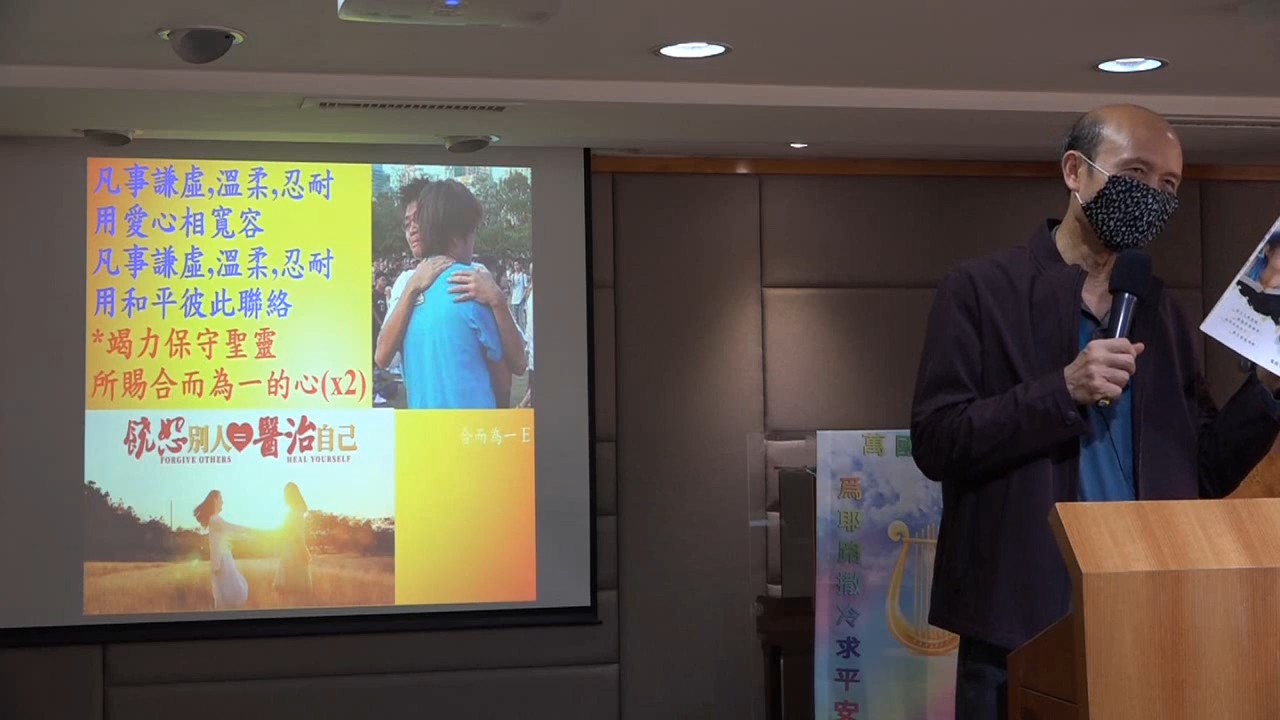 凡事謙虛,溫柔,忍耐
用愛心相寬容
凡事謙虛,溫柔,忍耐
用和平彼此聯絡
*竭力保守聖靈
所賜合而為一的心(x2)
饒恕別人=醫治自己
FORGIVE OTHERS HEAL YOURSELF
合而為一E
萬國
為耶路撒冷求平安